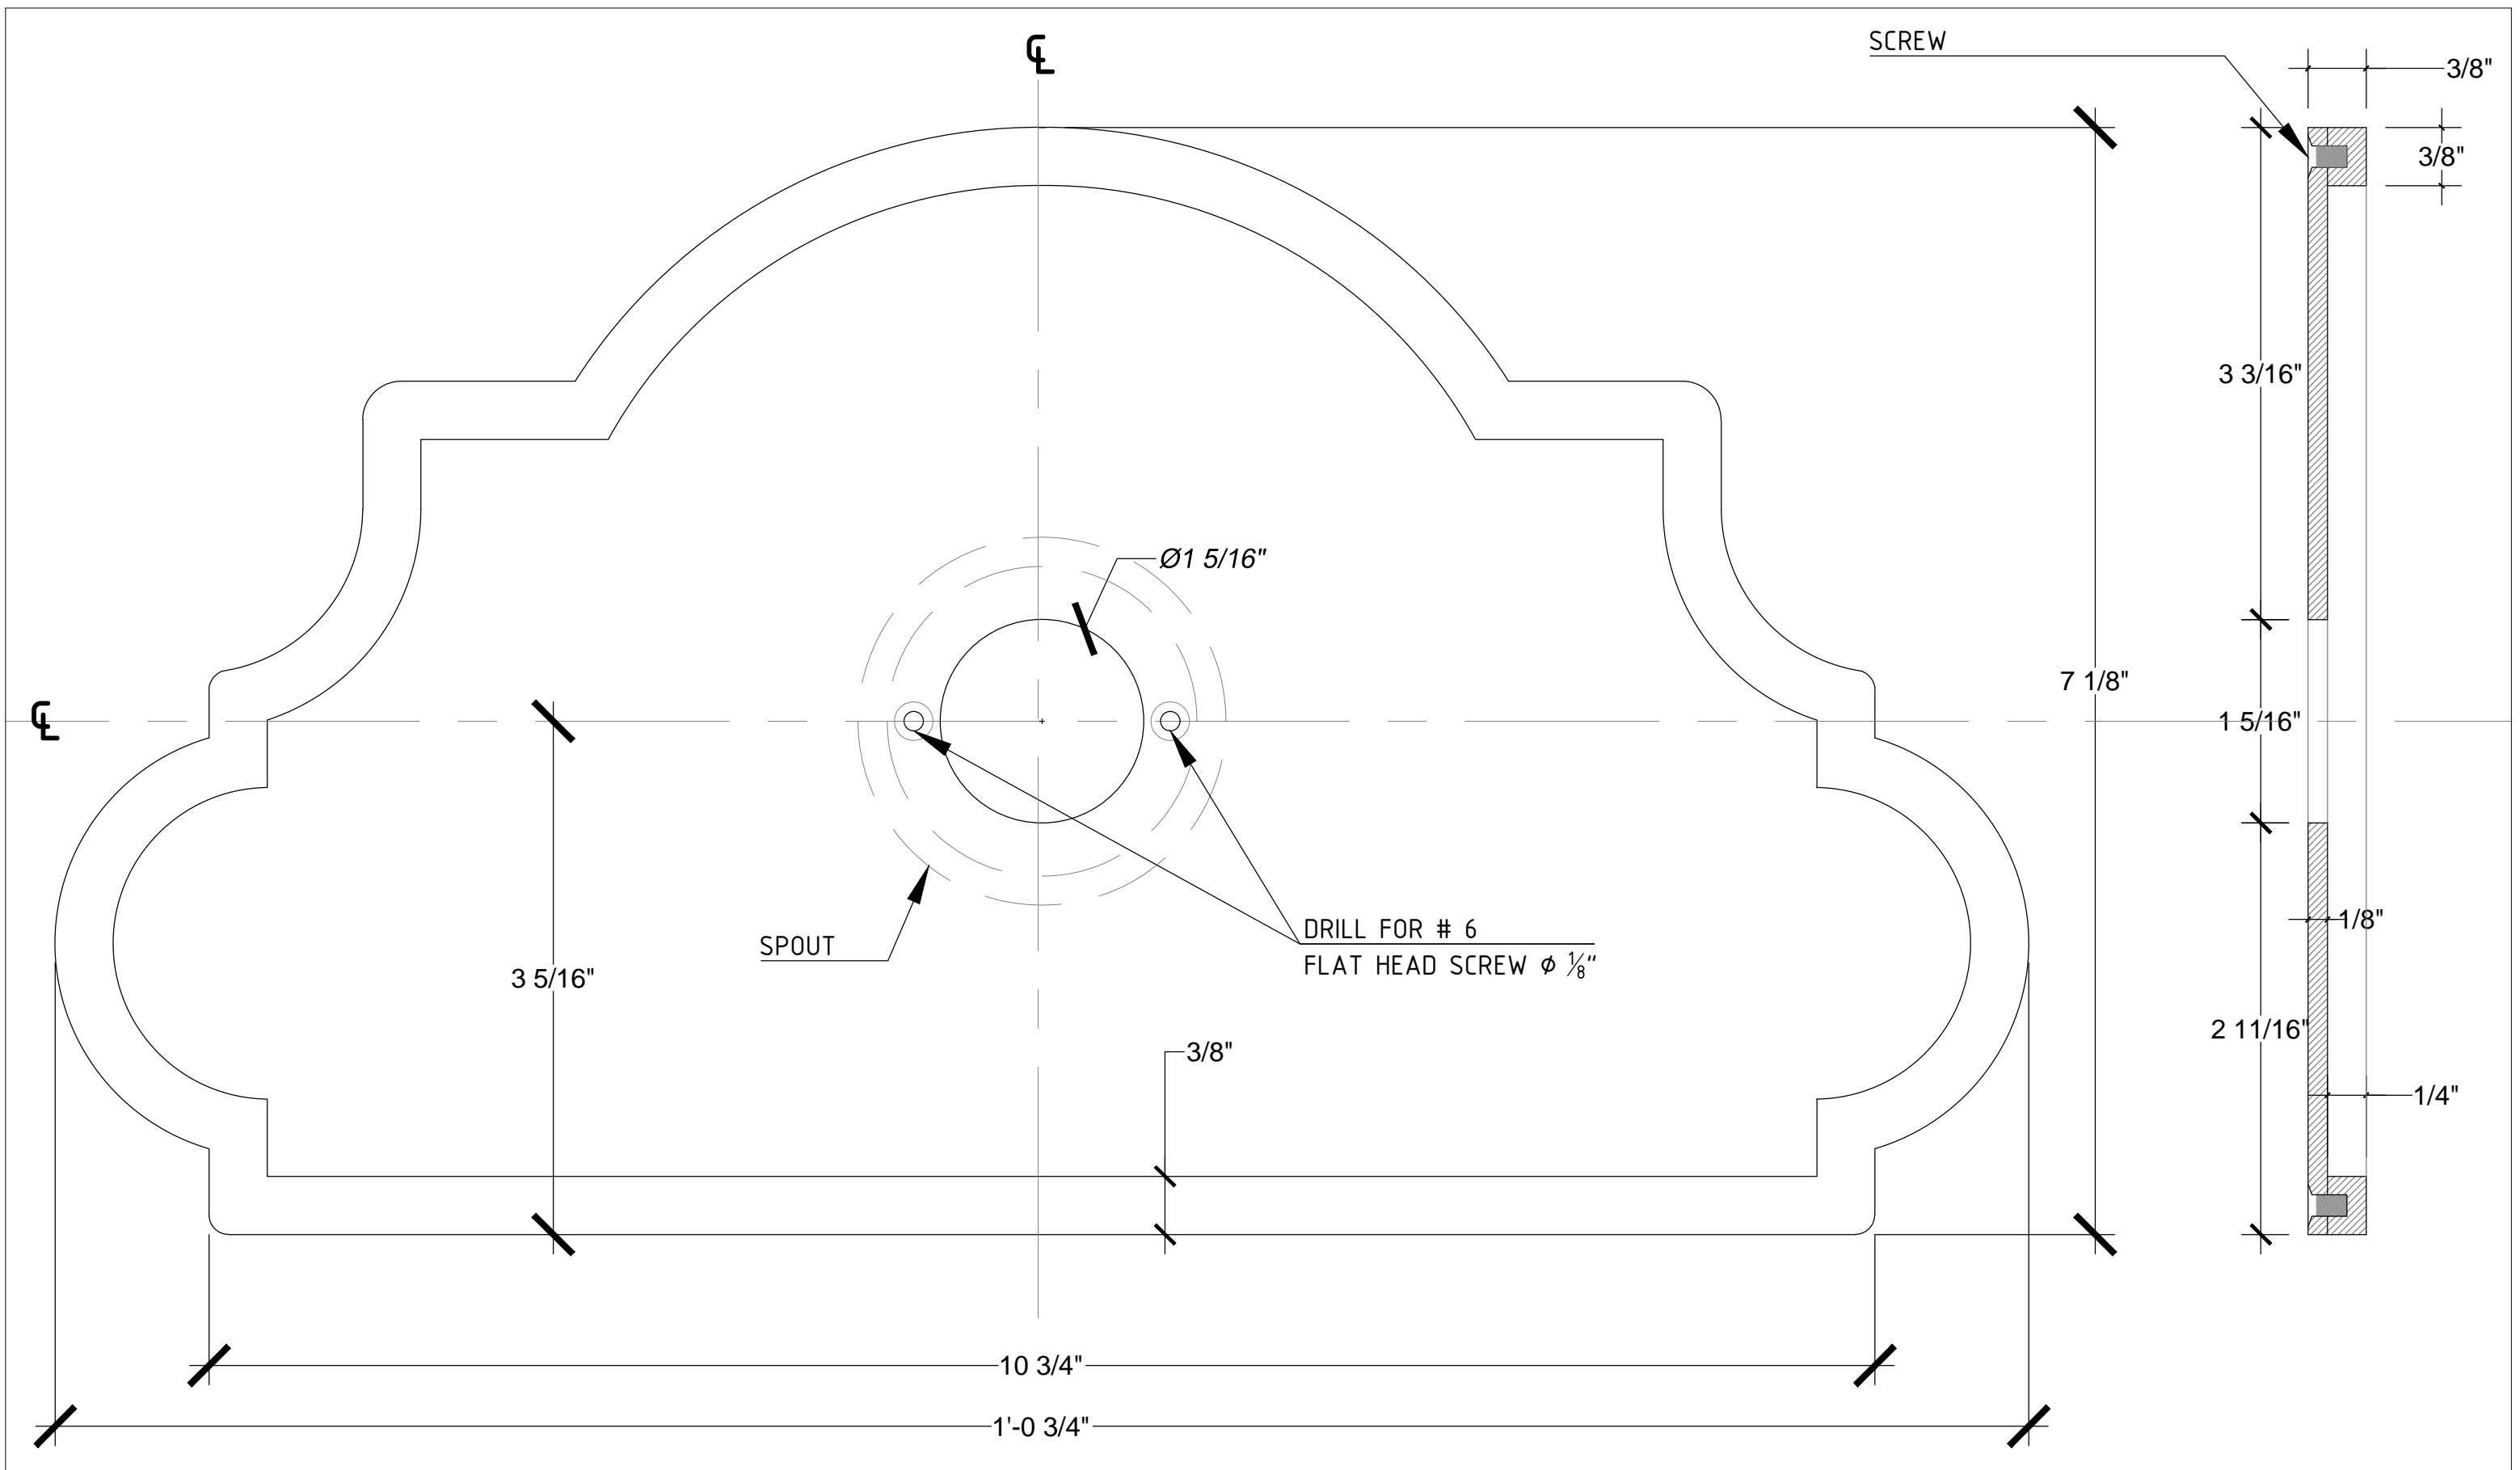 ℄
SCREW
3/8"
3/8"
3 3/16"
Ø1 5/16"
7 1/8"
℄
1 5/16"
1/8"
DRILL FOR # 6
FLAT HEAD SCREW ϕ ⅛"
SPOUT
3 5/16"
2 11/16"
3/8"
1/4"
10 3/4"
1'-0 3/4"